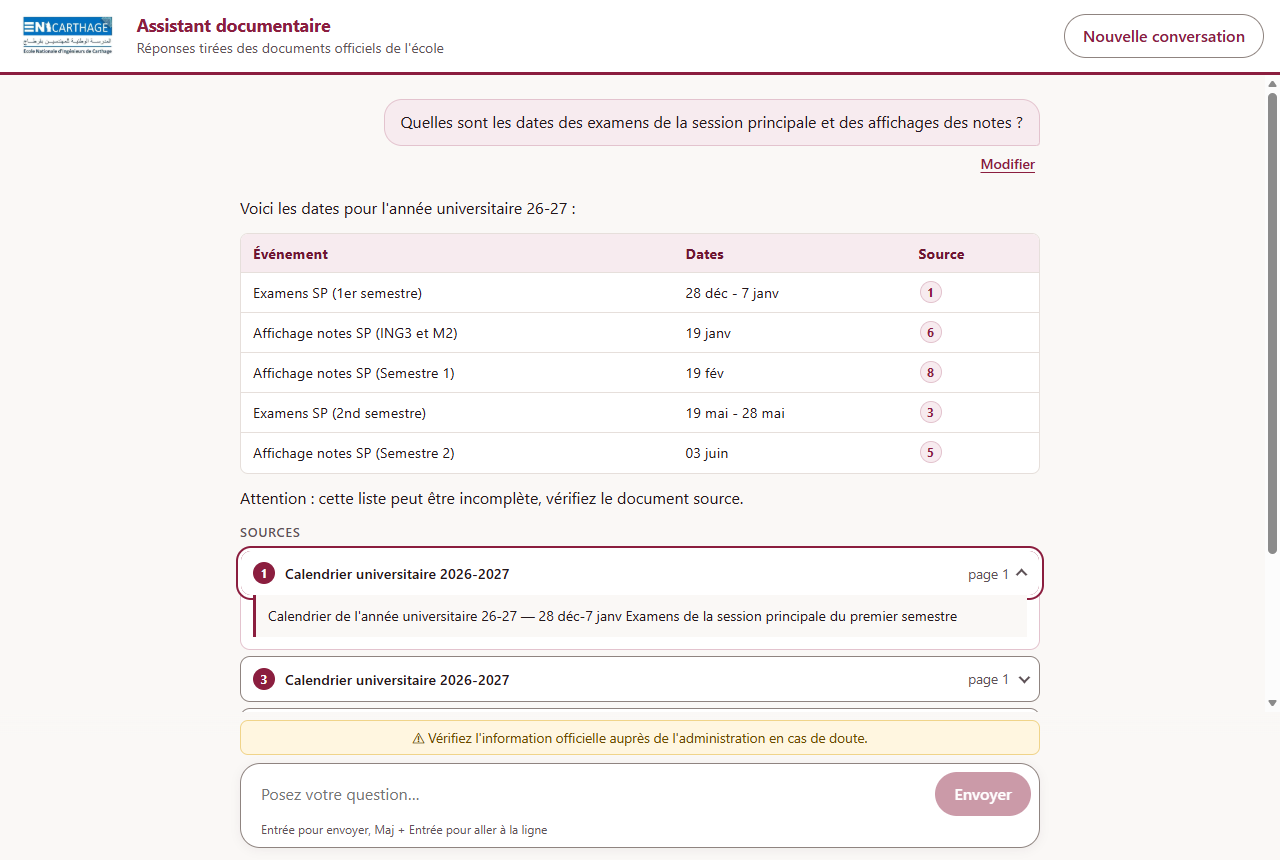 ENICARTHAGE
المدرسة الوطنية للمهندسين بقرطاج
Ecole Nationale d'Ingénieurs de Carthage
Assistant documentaire
Réponses tirées des documents officiels de l'école
Nouvelle conversation
Quelles sont les dates des examens de la session principale et des affichages des notes ?
Modifier
Voici les dates pour l'année universitaire 26-27 :
Événement Dates Source
Examens SP (1er semestre) 28 déc - 7 janv 1
Affichage notes SP (ING3 et M2) 19 janv 6
Affichage notes SP (Semestre 1) 19 fév 8
Examens SP (2nd semestre) 19 mai - 28 mai 3
Affichage notes SP (Semestre 2) 03 juin 5
Attention : cette liste peut être incomplète, vérifiez le document source.
SOURCES
1 Calendrier universitaire 2026-2027 page 1
Calendrier de l'année universitaire 26-27 — 28 déc-7 janv Examens de la session principale du premier semestre
3 Calendrier universitaire 2026-2027 page 1
⚠ Vérifiez l'information officielle auprès de l'administration en cas de doute.
Posez votre question...
Envoyer
Entrée pour envoyer, Maj + Entrée pour aller à la ligne